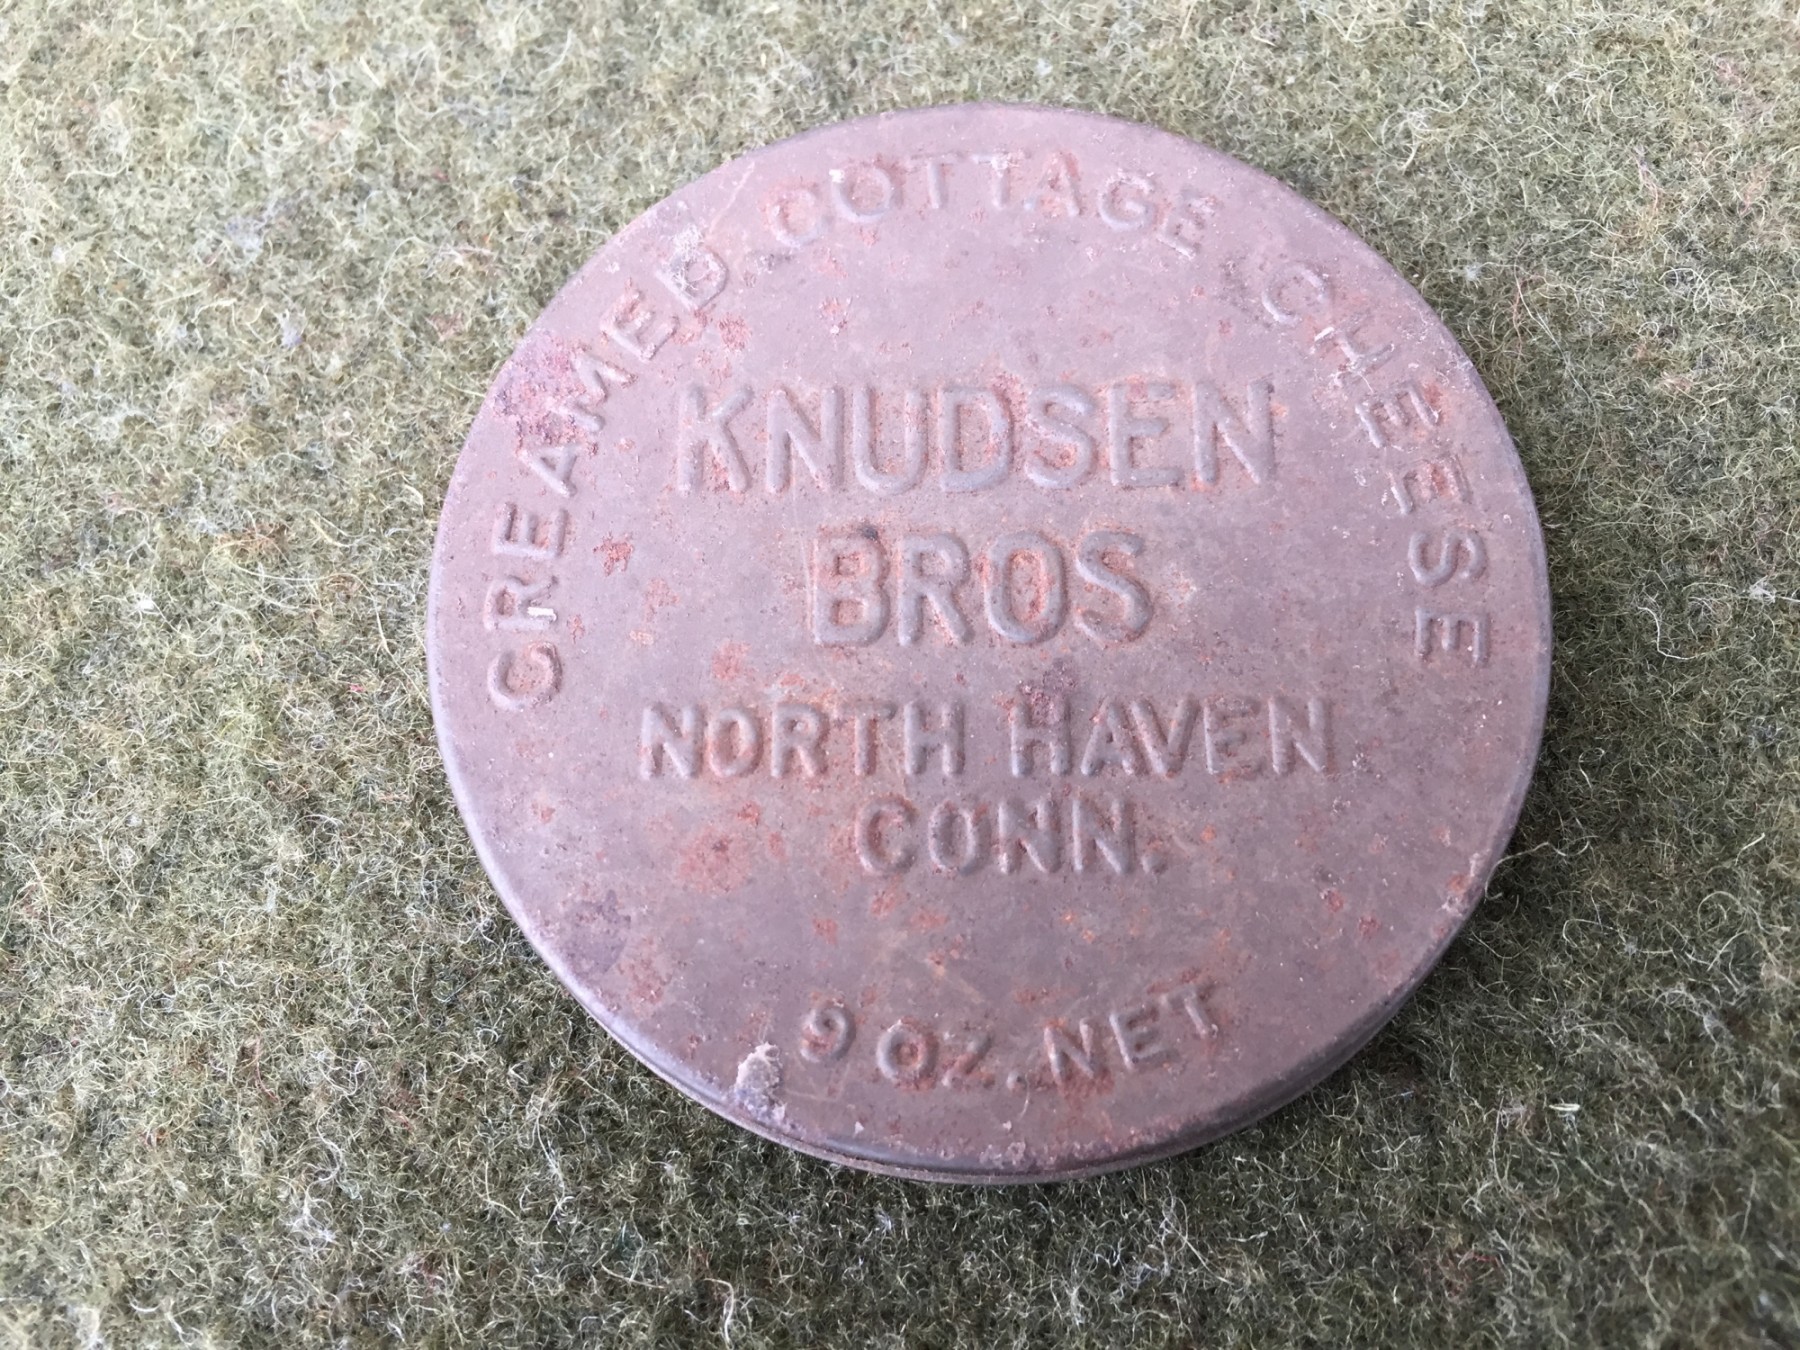 CREAMED COTTAGE CHEESE
KNUDSEN
BROS
NORTH HAVEN
CONN.
9 OZ. NET